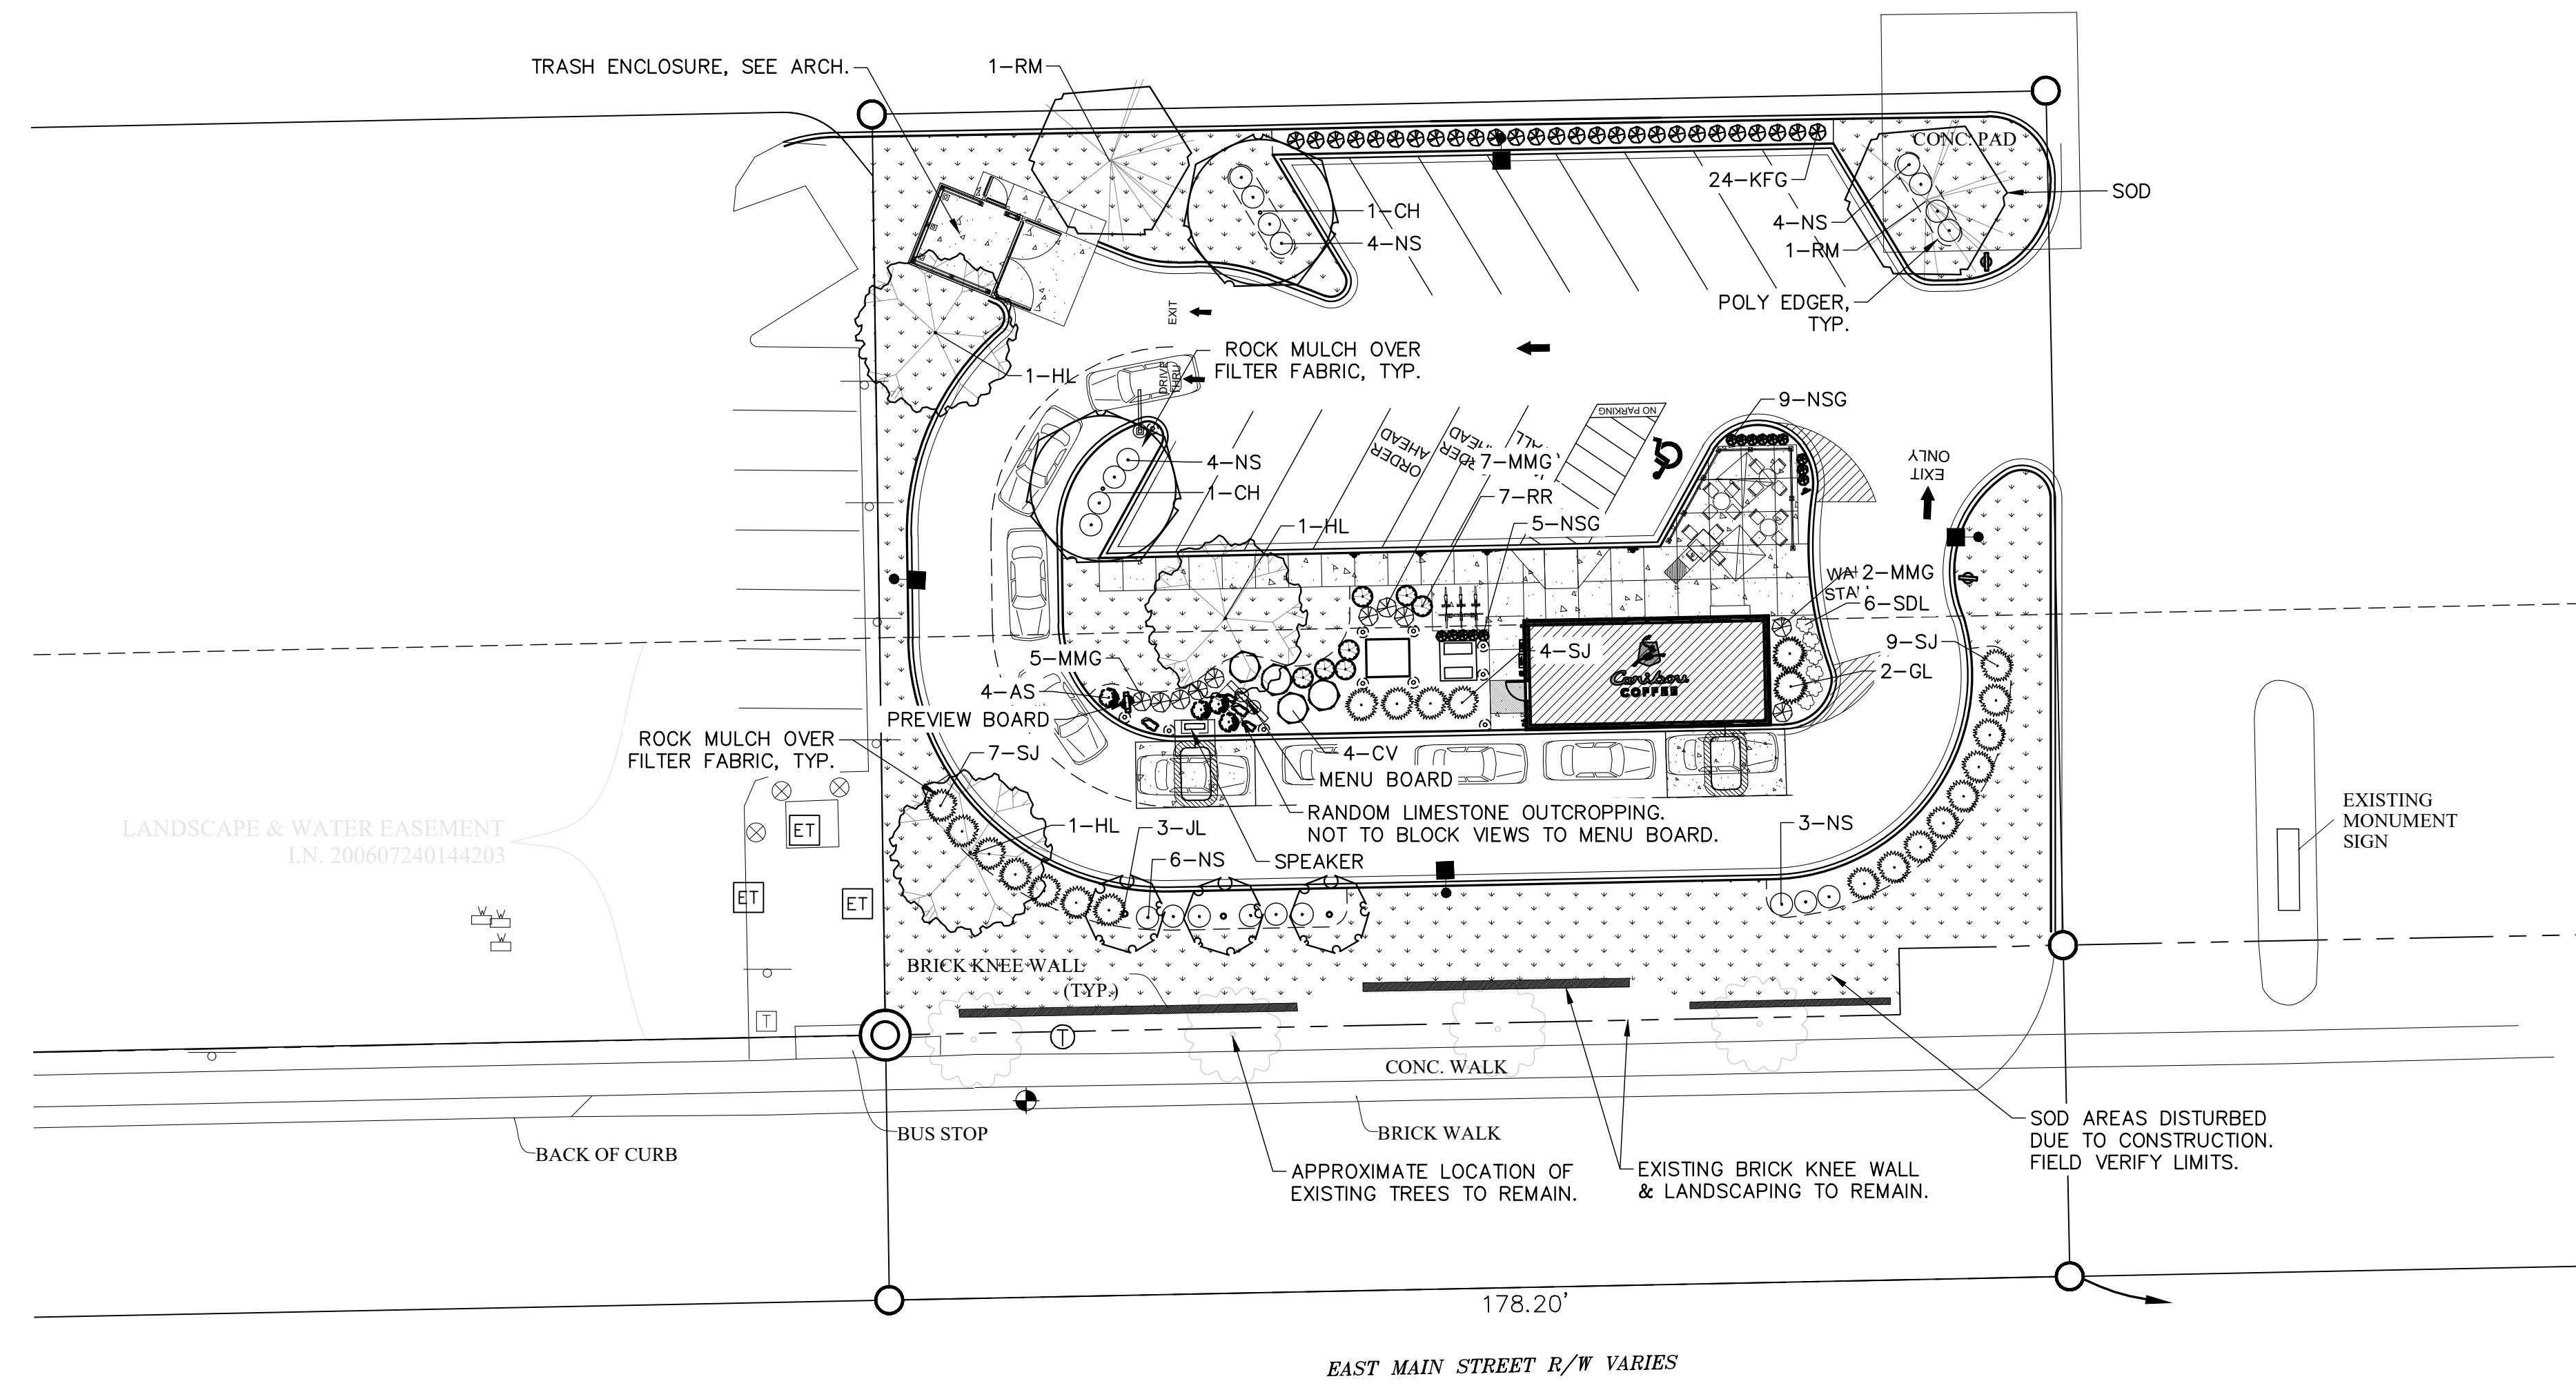 TRASH ENCLOSURE, SEE ARCH.
1-RM
CONC. PAD
24-KFG
SOD
1-CH
4-NS
4-NS
1-RM
POLY EDGER,
TYP.
EXIT
ROCK MULCH OVER
FILTER FABRIC, TYP.
1-HL
DRIVE
THRU
9-NSG
NO PARKING
ORDER
AHEAD
ORDER
AHEAD
7-MMG
4-NS
EXIT
ONLY
1-CH
7-RR
1-HL
5-NSG
2-MMG
6-SDL
9-SJ
4-SJ
5-MMG
2-GL
Caribou
COFFEE
4-AS
PREVIEW BOARD
ROCK MULCH OVER
FILTER FABRIC, TYP.
7-SJ
4-CV
MENU BOARD
RANDOM LIMESTONE OUTCROPPING.
NOT TO BLOCK VIEWS TO MENU BOARD.
EXISTING
MONUMENT
SIGN
LANDSCAPE & WATER EASEMENT
I.N. 200607240144203
ET
1-HL
3-JL
3-NS
6-NS
SPEAKER
ET
ET
W
W
W
BRICK KNEE WALL
(TYP.)
T
T
CONC. WALK
BACK OF CURB
BUS STOP
BRICK WALK
SOD AREAS DISTURBED
DUE TO CONSTRUCTION.
FIELD VERIFY LIMITS.
APPROXIMATE LOCATION OF
EXISTING TREES TO REMAIN.
EXISTING BRICK KNEE WALL
& LANDSCAPING TO REMAIN.
178.20'
EAST MAIN STREET R/W VARIES